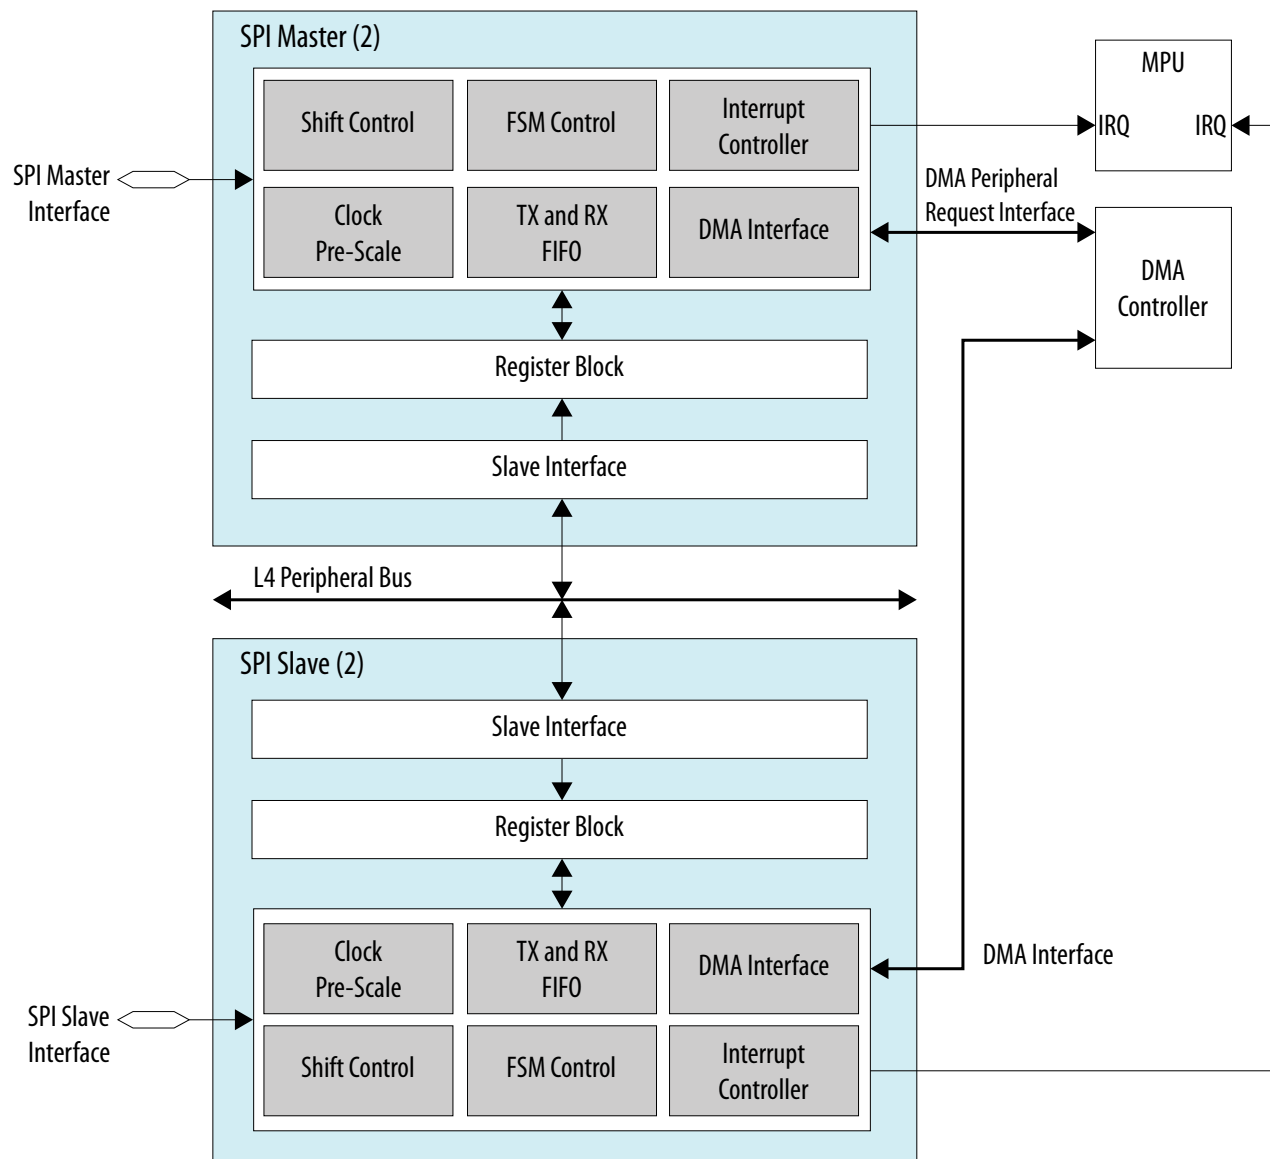 SPI Master (2)
MPU
Shift Control
FSM Control
Interrupt
Controller
IRQ
IRQ
SPI Master
Interface
DMA Peripheral
Request Interface
Clock
Pre-Scale
TX and RX
FIFO
DMA Interface
DMA
Controller
Register Block
Slave Interface
L4 Peripheral Bus
SPI Slave (2)
Slave Interface
Register Block
Clock
Pre-Scale
TX and RX
FIFO
DMA Interface
DMA Interface
SPI Slave
Interface
Shift Control
FSM Control
Interrupt
Controller